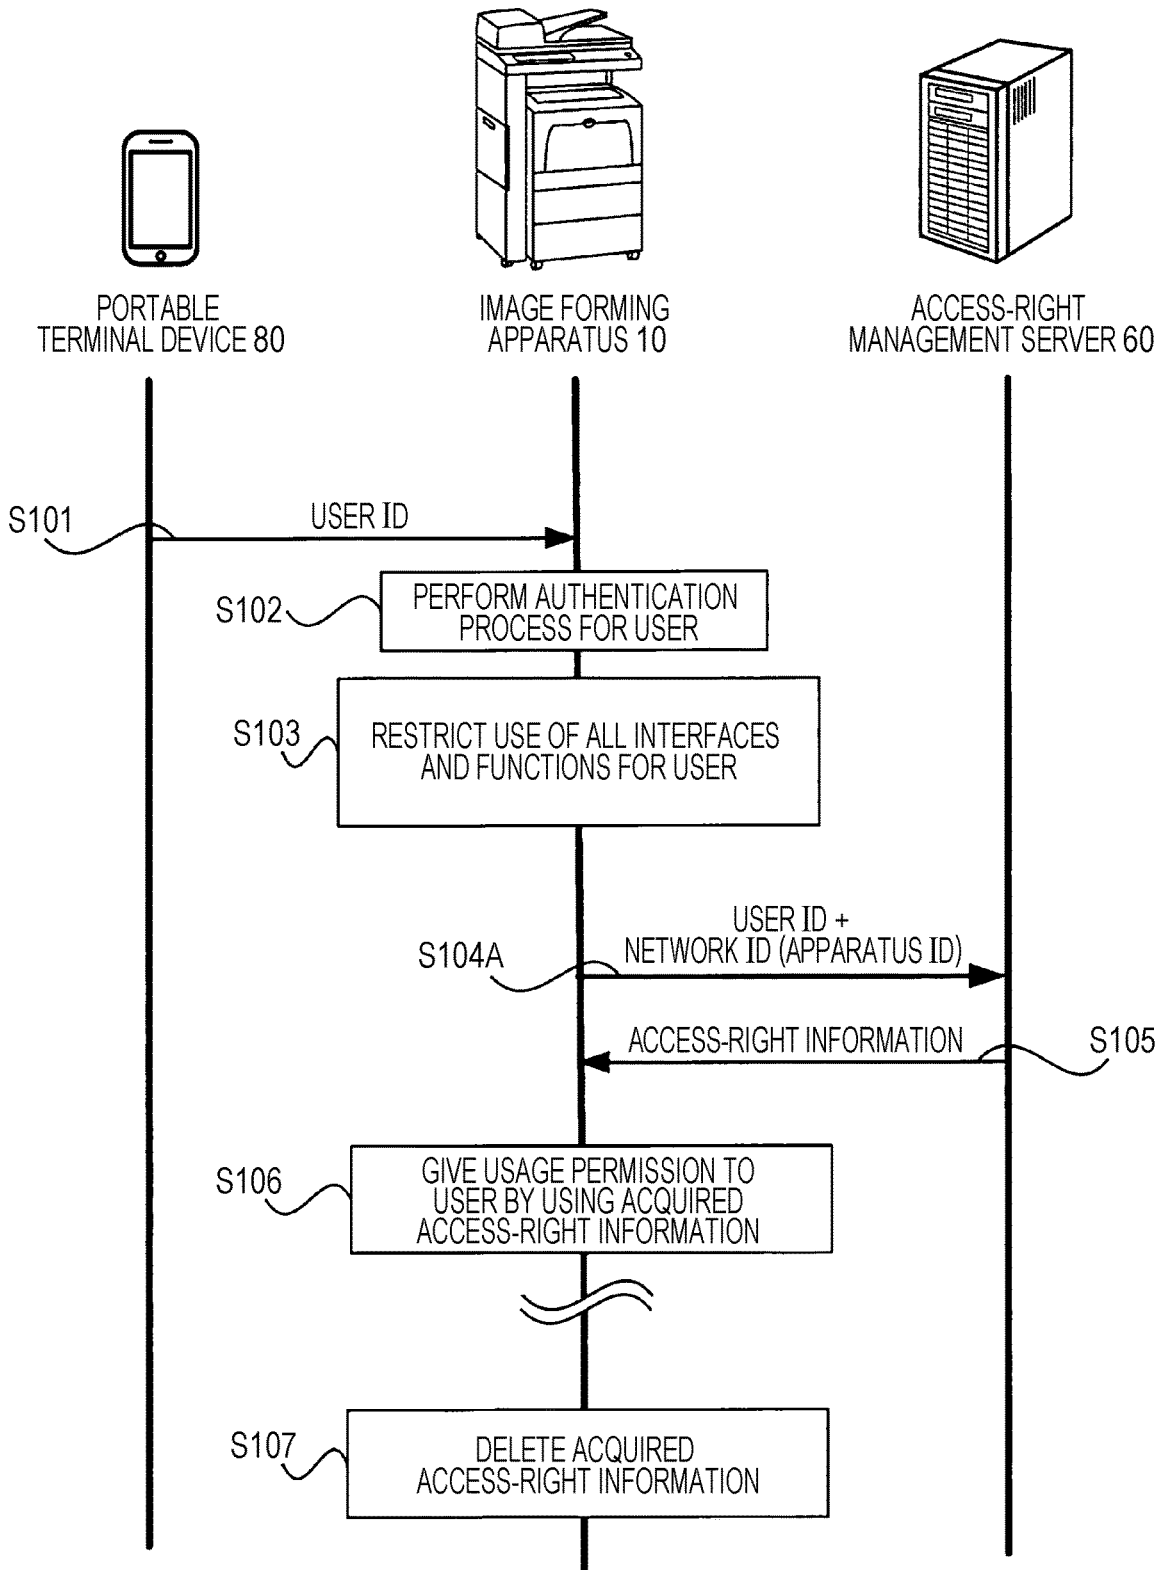 PORTABLE
TERMINAL DEVICE 80
IMAGE FORMING
APPARATUS 10
ACCESS-RIGHT
MANAGEMENT SERVER 60
S101
USER ID
S102
PERFORM AUTHENTICATION
PROCESS FOR USER
S103
RESTRICT USE OF ALL INTERFACES
AND FUNCTIONS FOR USER
S104A
USER ID +
NETWORK ID (APPARATUS ID)
ACCESS-RIGHT INFORMATION
S105
S106
GIVE USAGE PERMISSION TO
USER BY USING ACQUIRED
ACCESS-RIGHT INFORMATION
S107
DELETE ACQUIRED
ACCESS-RIGHT INFORMATION